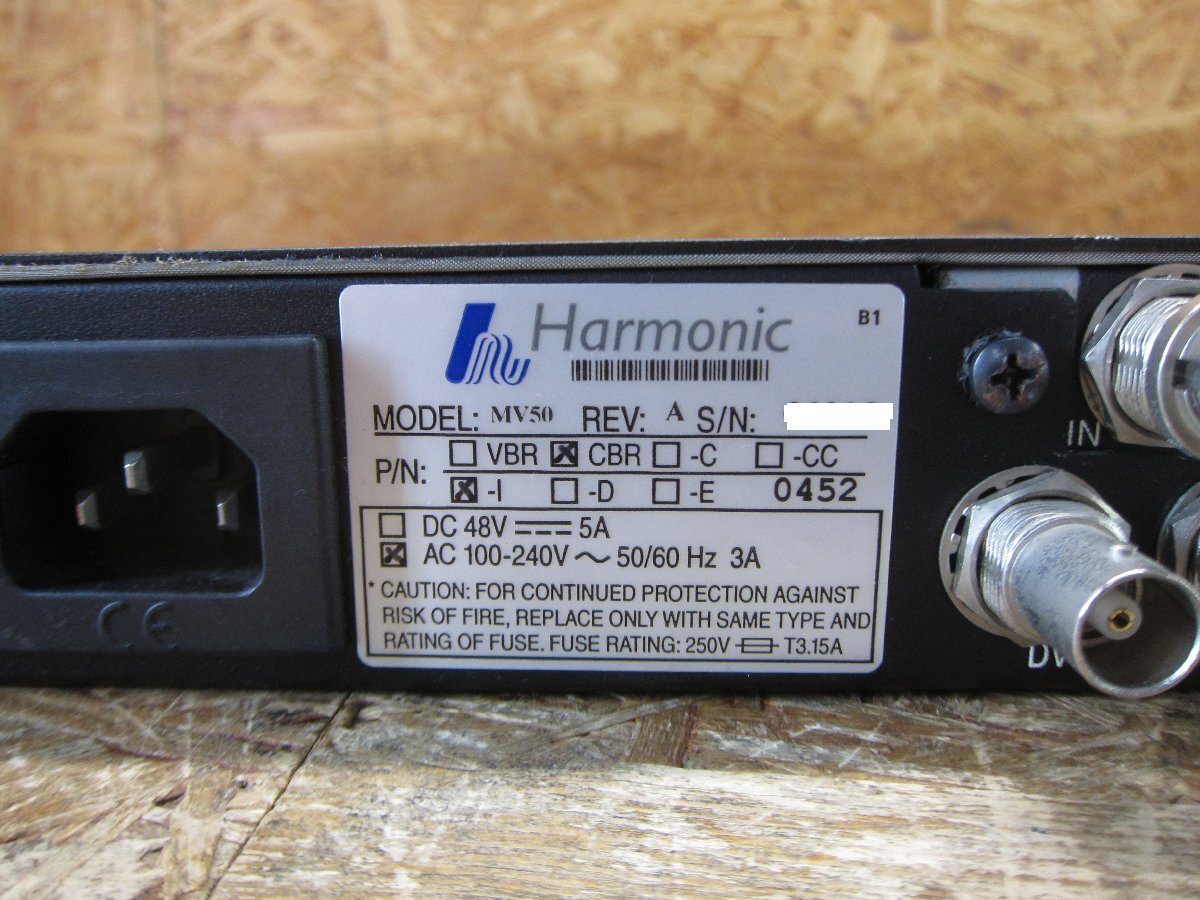 Harmonic
B1
MODEL: MV50 REV: A S/N:
P/N: ☐ VBR ☒ CBR ☐ -C ☐ -CC
☒ -I ☐ -D ☐ -E 0452
☐ DC 48V ⎓ 5A
☒ AC 100-240V ~ 50/60 Hz 3A
* CAUTION: FOR CONTINUED PROTECTION AGAINST
RISK OF FIRE, REPLACE ONLY WITH SAME TYPE AND
RATING OF FUSE. FUSE RATING: 250V T3.15A
CE
IN